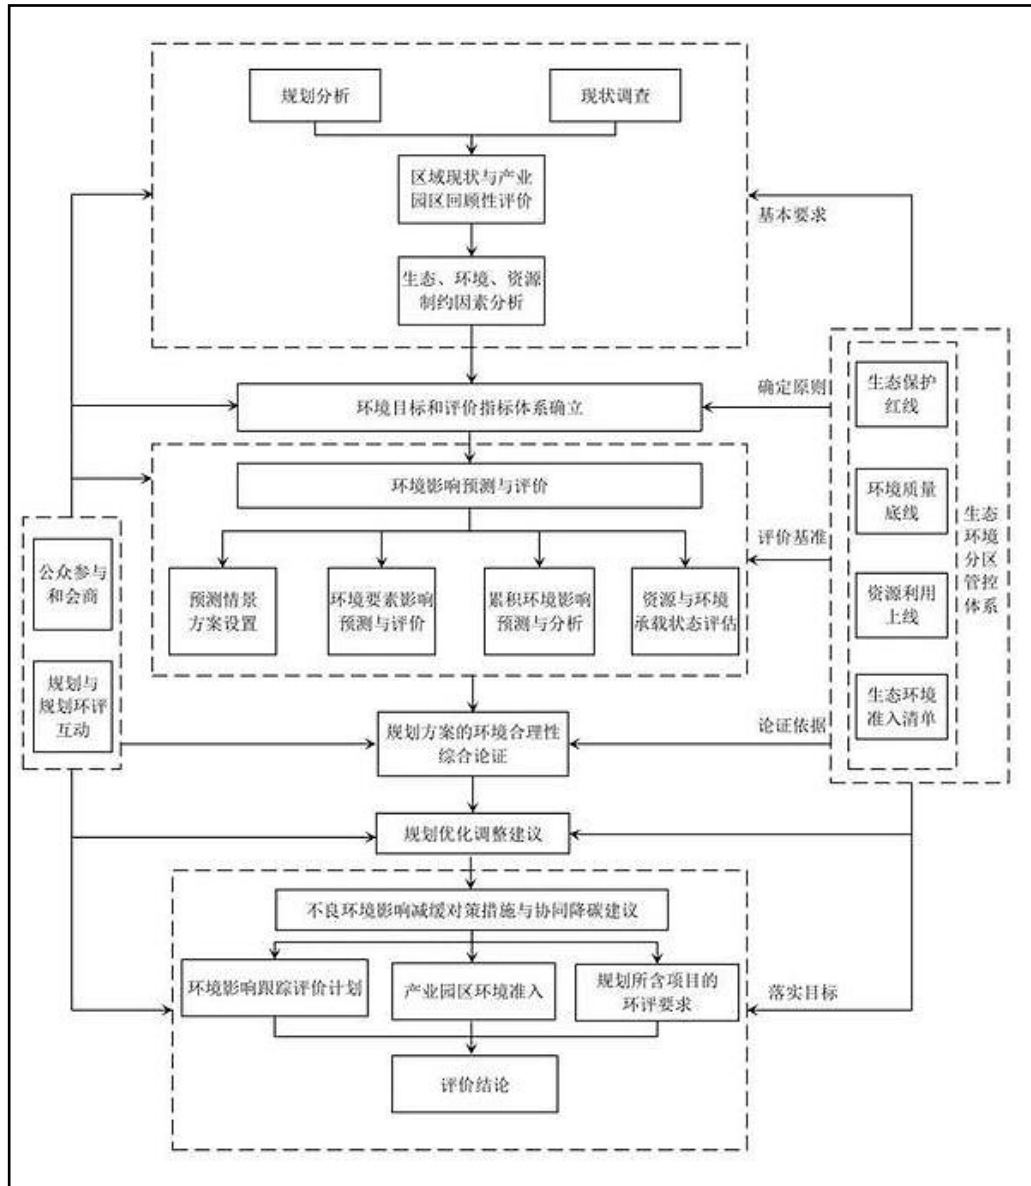 规划分析
现状调查
区域现状与产业
园区回顾性评价
基本要求
生态、环境、资源
制约因素分析
环境目标和评价指标体系确立
确定原则
生态保护
红线
环境影响预测与评价
环境质量
底线
评价基准
生态
环境
分区
管控
体系
公众参与
和会商
预测情景
方案设置
环境要素影响
预测与评价
累积环境影响
预测与分析
资源与环境
承载状态评估
资源利用
上线
规划与
规划环评
互动
生态环境
准入清单
规划方案的环境合理性
综合论证
论证依据
规划优化调整建议
不良环境影响减缓对策措施与协同降碳建议
环境影响跟踪评价计划
产业园区环境准入
规划所含项目的
环评要求
落实目标
评价结论